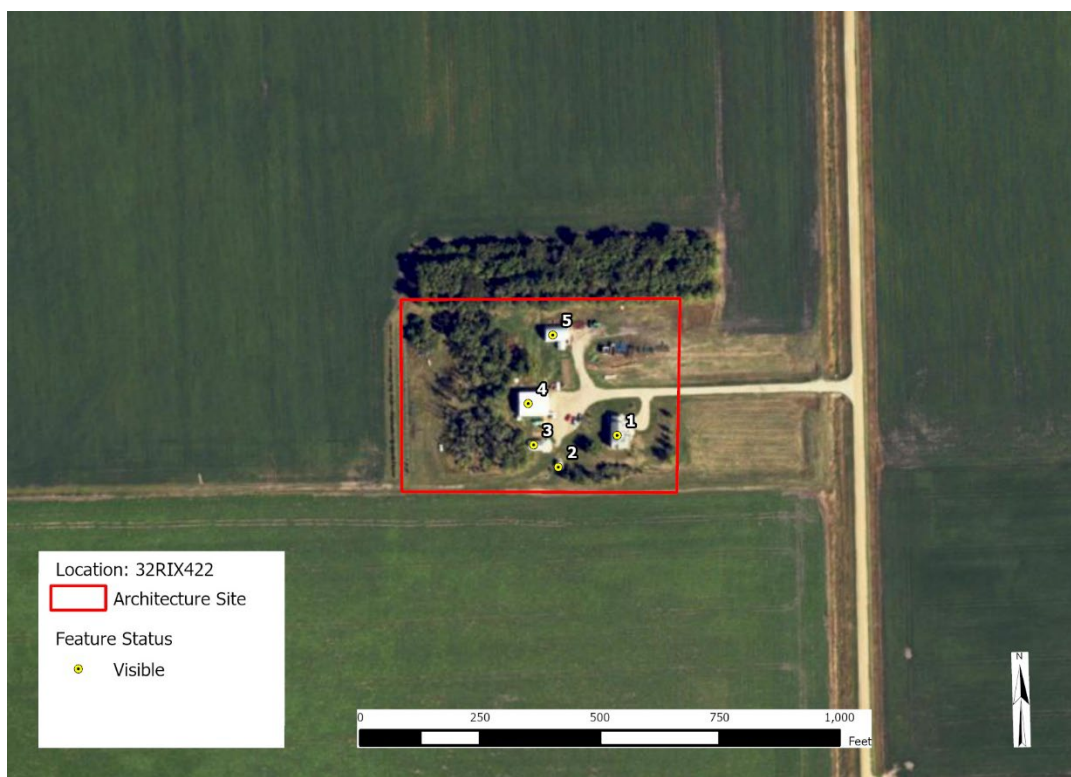 5
4
3
1
2
Location: 32RIX422
Architecture Site
Feature Status
Visible
0 250 500 750 1,000
Feet
N